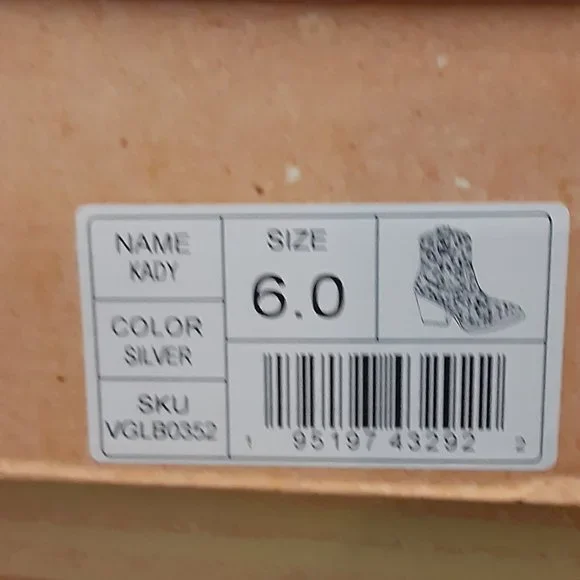 NAME
KADY
COLOR
SILVER
SKU
VGLB0352
SIZE
6.0
1 95197 43292 2